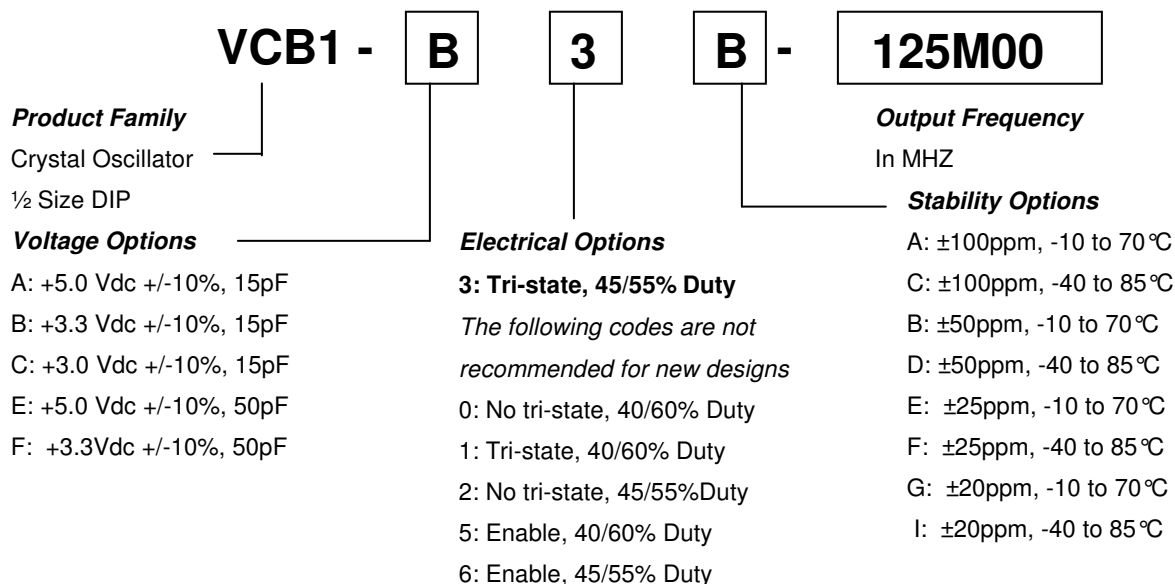 VCB1 - B 3 B - 125M00
Product Family
Crystal Oscillator
½ Size DIP
Voltage Options
A: +5.0 Vdc +/-10%, 15pF
B: +3.3 Vdc +/-10%, 15pF
C: +3.0 Vdc +/-10%, 15pF
E: +5.0 Vdc +/-10%, 50pF
F: +3.3Vdc +/-10%, 50pF
Electrical Options
3: Tri-state, 45/55% Duty
The following codes are not
recommended for new designs
0: No tri-state, 40/60% Duty
1: Tri-state, 40/60% Duty
2: No tri-state, 45/55%Duty
5: Enable, 40/60% Duty
6: Enable, 45/55% Duty
Output Frequency
In MHZ
Stability Options
A: ±100ppm, -10 to 70°C
C: ±100ppm, -40 to 85°C
B: ±50ppm, -10 to 70°C
D: ±50ppm, -40 to 85°C
E: ±25ppm, -10 to 70°C
F: ±25ppm, -40 to 85°C
G: ±20ppm, -10 to 70°C
I: ±20ppm, -40 to 85°C